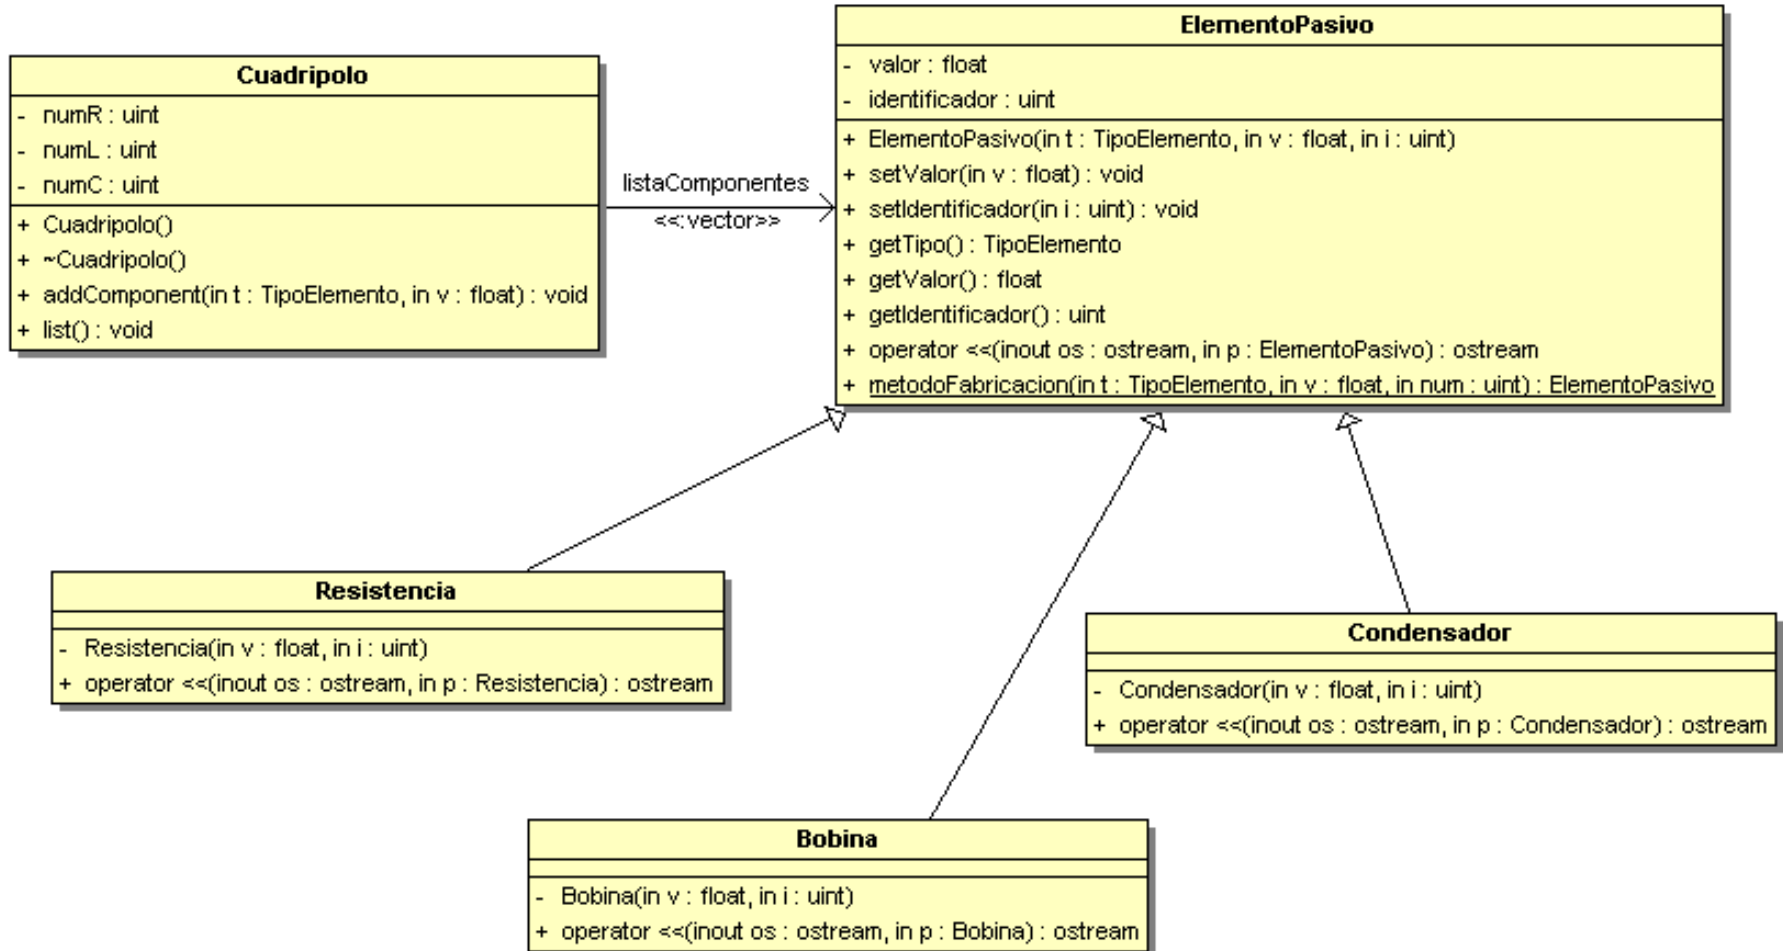 Cuadripolo
- numR : uint
- numL : uint
- numC : uint
+ Cuadripolo()
+ ~Cuadripolo()
+ addComponent(in t : TipoElemento, in v : float) : void
+ list() : void
listaComponentes
<<:vector>>
ElementoPasivo
- valor : float
- identificador : uint
+ ElementoPasivo(in t : TipoElemento, in v : float, in i : uint)
+ setValor(in v : float) : void
+ setIdentificador(in i : uint) : void
+ getTipo() : TipoElemento
+ getValor() : float
+ getIdentificador() : uint
+ operator <<(inout os : ostream, in p : ElementoPasivo) : ostream
+ metodoFabricacion(in t : TipoElemento, in v : float, in num : uint) : ElementoPasivo
Resistencia
- Resistencia(in v : float, in i : uint)
+ operator <<(inout os : ostream, in p : Resistencia) : ostream
Condensador
- Condensador(in v : float, in i : uint)
+ operator <<(inout os : ostream, in p : Condensador) : ostream
Bobina
- Bobina(in v : float, in i : uint)
+ operator <<(inout os : ostream, in p : Bobina) : ostream